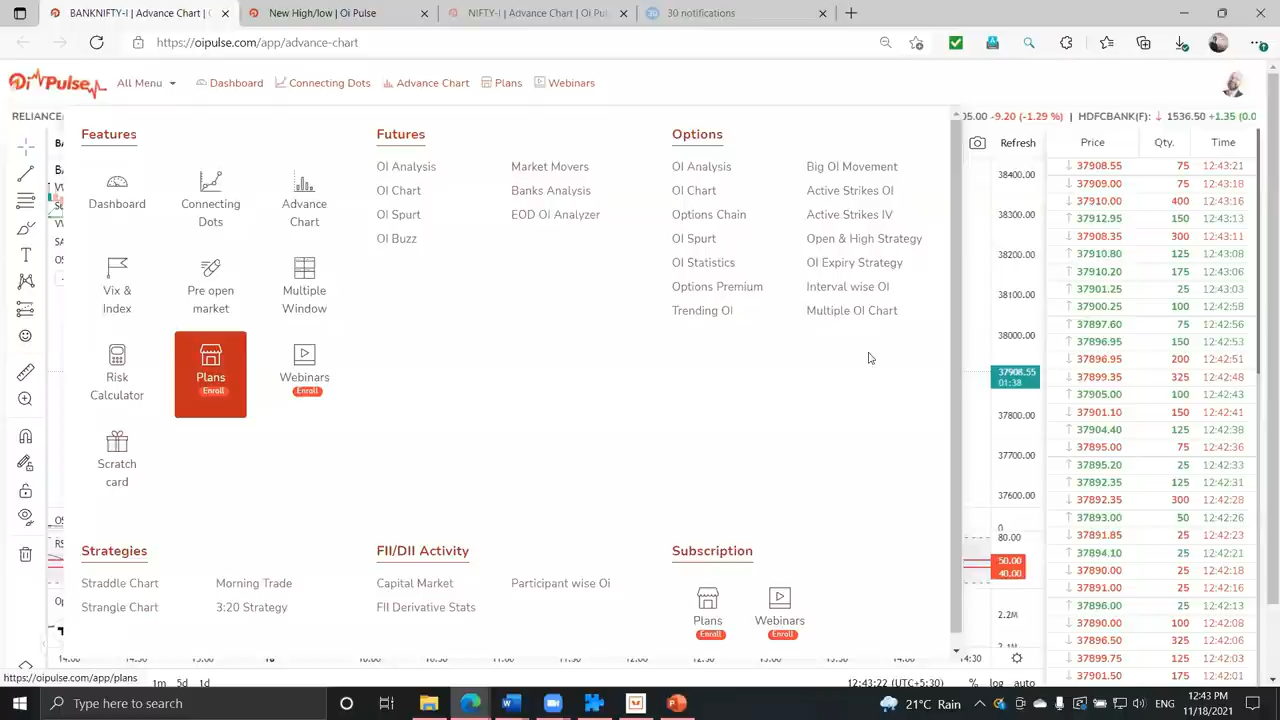 BANKNIFTY-I | Advance Chart | O
New High/low | Oi Pulse
NIFTY-I | Advance Chart | Oi Pul
30
30 notifications
https://oipulse.com/app/advance-chart
Oi Pulse
All Menu
Dashboard
Connecting Dots
Advance Chart
Plans
Webinars
RELIANCE
05.00 -9.20 (-1.29 %) | HDFCBANK(F): ↓ 1536.50 +1.35 (0.0
Features
Dashboard
Connecting Dots
Advance Chart
Vix & Index
Pre open market
Multiple Window
Risk Calculator
Plans
Enroll
Webinars
Enroll
Scratch card
Futures
OI Analysis
Market Movers
OI Chart
Banks Analysis
OI Spurt
EOD OI Analyzer
OI Buzz
Options
OI Analysis
Big OI Movement
OI Chart
Active Strikes OI
Options Chain
Active Strikes IV
OI Spurt
Open & High Strategy
OI Statistics
OI Expiry Strategy
Options Premium
Interval wise OI
Trending OI
Multiple OI Chart
Strategies
Straddle Chart
Morning Trade
Strangle Chart
3:20 Strategy
FII/DII Activity
Capital Market
Participant wise Oi
FII Derivative Stats
Subscription
Plans
Enroll
Webinars
Enroll
Refresh
38400.00
38300.00
38200.00
38100.00
38000.00
37908.55
01:38
37800.00
37700.00
37600.00
80.00
50.00
40.00
2.2M
14:30
Price Qty. Time
↓ 37908.55 75 12:43:21
↓ 37909.00 75 12:43:18
↓ 37910.00 400 12:43:16
↑ 37912.95 150 12:43:13
↓ 37908.35 300 12:43:11
↑ 37910.80 125 12:43:08
↑ 37910.20 175 12:43:06
↑ 37901.25 25 12:43:03
↑ 37900.25 100 12:42:58
↑ 37897.60 75 12:42:56
↑ 37896.95 150 12:42:53
↓ 37896.95 200 12:42:51
↓ 37899.35 325 12:42:48
↑ 37905.00 100 12:42:43
↓ 37901.10 150 12:42:41
↑ 37904.40 125 12:42:38
↓ 37895.00 75 12:42:36
↑ 37895.20 25 12:42:33
↑ 37892.35 125 12:42:31
↓ 37892.35 300 12:42:28
↑ 37893.00 50 12:42:26
↓ 37891.85 25 12:42:23
↑ 37894.10 25 12:42:21
↓ 37890.00 25 12:42:18
↓ 37891.00 25 12:42:16
↑ 37896.00 25 12:42:13
↓ 37890.00 100 12:42:08
↓ 37896.50 325 12:42:06
↓ 37899.75 125 12:42:03
↓ 37901.50 175 12:42:01
https://oipulse.com/app/plans
1m 5d 1d
12:43:22 (UTC+5:30)
% log auto
Type here to search
21°C Rain
12:43 PM
11/18/2021